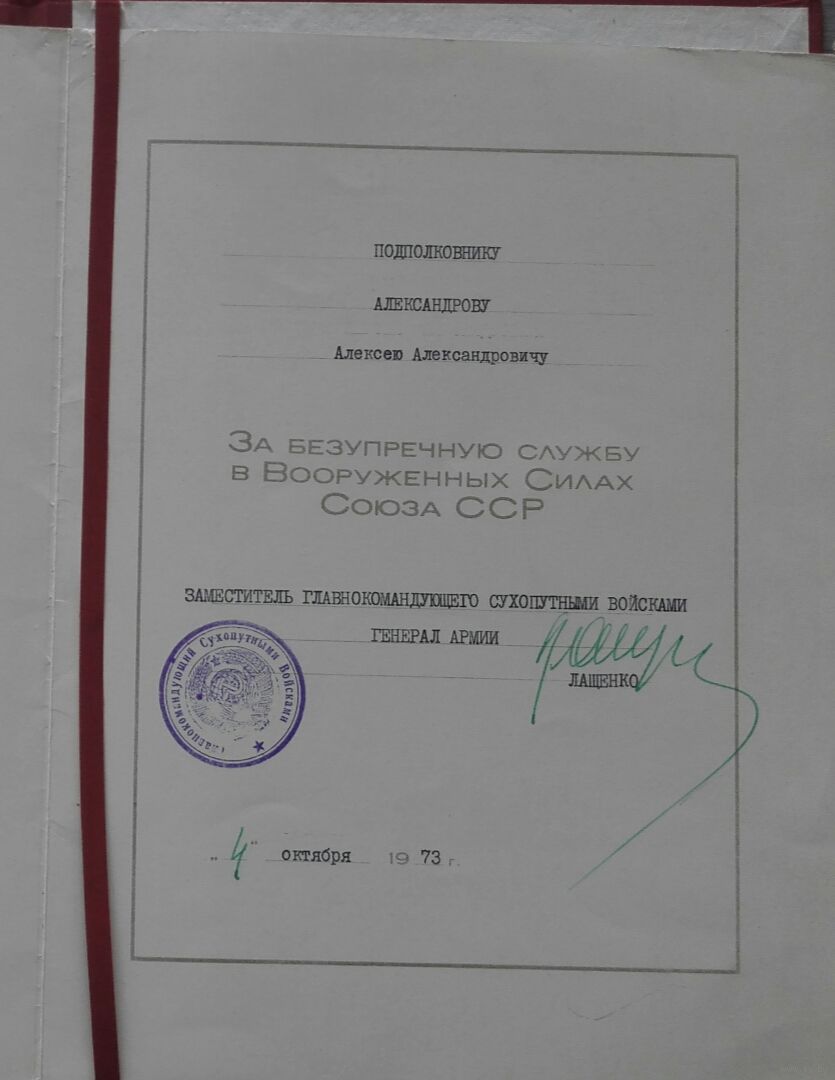 ПОДПОЛКОВНИКУ
АЛЕКСАНДРОВУ
Алексею Александровичу
За безупречную службу
в Вооруженных Силах
Союза ССР
ЗАМЕСТИТЕЛЬ ГЛАВНОКОМАНДУЮЩЕГО СУХОПУТНЫМИ ВОЙСКАМИ
ГЕНЕРАЛ АРМИИ
ЛАЩЕНКО
Главнокомандующий Сухопутными Войсками
"4" октября 1973 г.